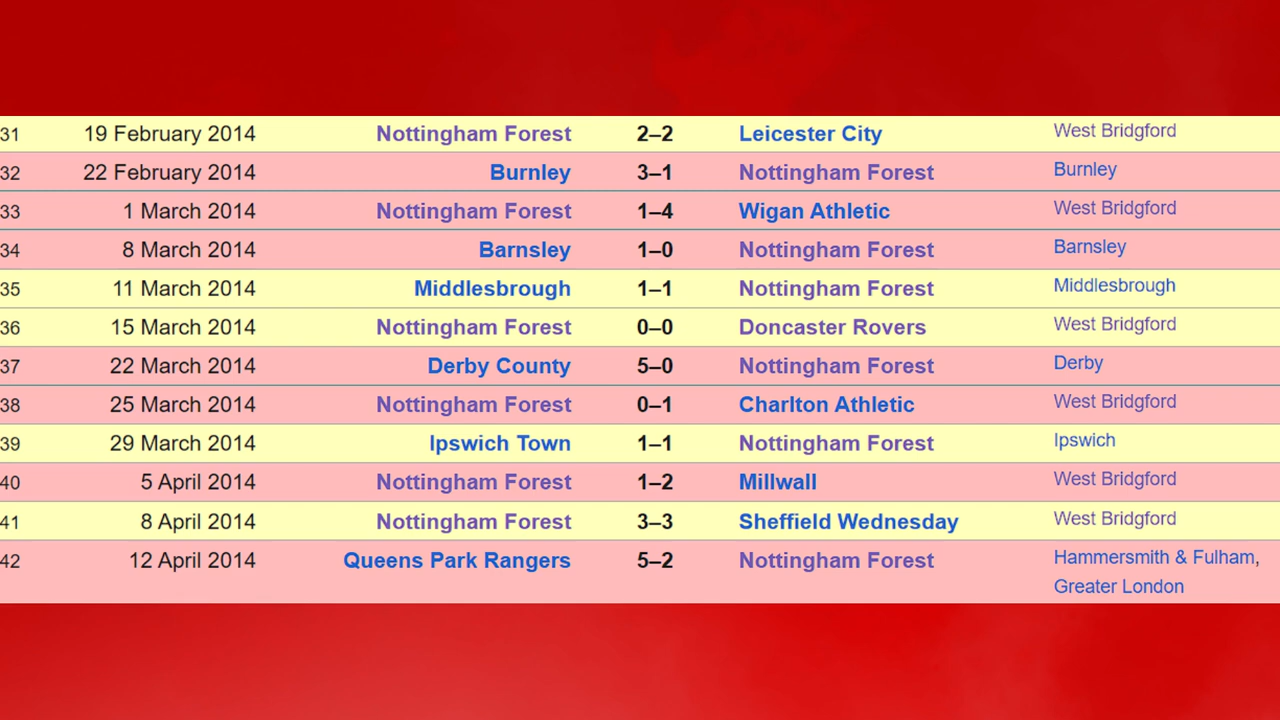 31 19 February 2014 Nottingham Forest 2–2 Leicester City West Bridgford
32 22 February 2014 Burnley 3–1 Nottingham Forest Burnley
33 1 March 2014 Nottingham Forest 1–4 Wigan Athletic West Bridgford
34 8 March 2014 Barnsley 1–0 Nottingham Forest Barnsley
35 11 March 2014 Middlesbrough 1–1 Nottingham Forest Middlesbrough
36 15 March 2014 Nottingham Forest 0–0 Doncaster Rovers West Bridgford
37 22 March 2014 Derby County 5–0 Nottingham Forest Derby
38 25 March 2014 Nottingham Forest 0–1 Charlton Athletic West Bridgford
39 29 March 2014 Ipswich Town 1–1 Nottingham Forest Ipswich
40 5 April 2014 Nottingham Forest 1–2 Millwall West Bridgford
41 8 April 2014 Nottingham Forest 3–3 Sheffield Wednesday West Bridgford
42 12 April 2014 Queens Park Rangers 5–2 Nottingham Forest Hammersmith & Fulham,
Greater London